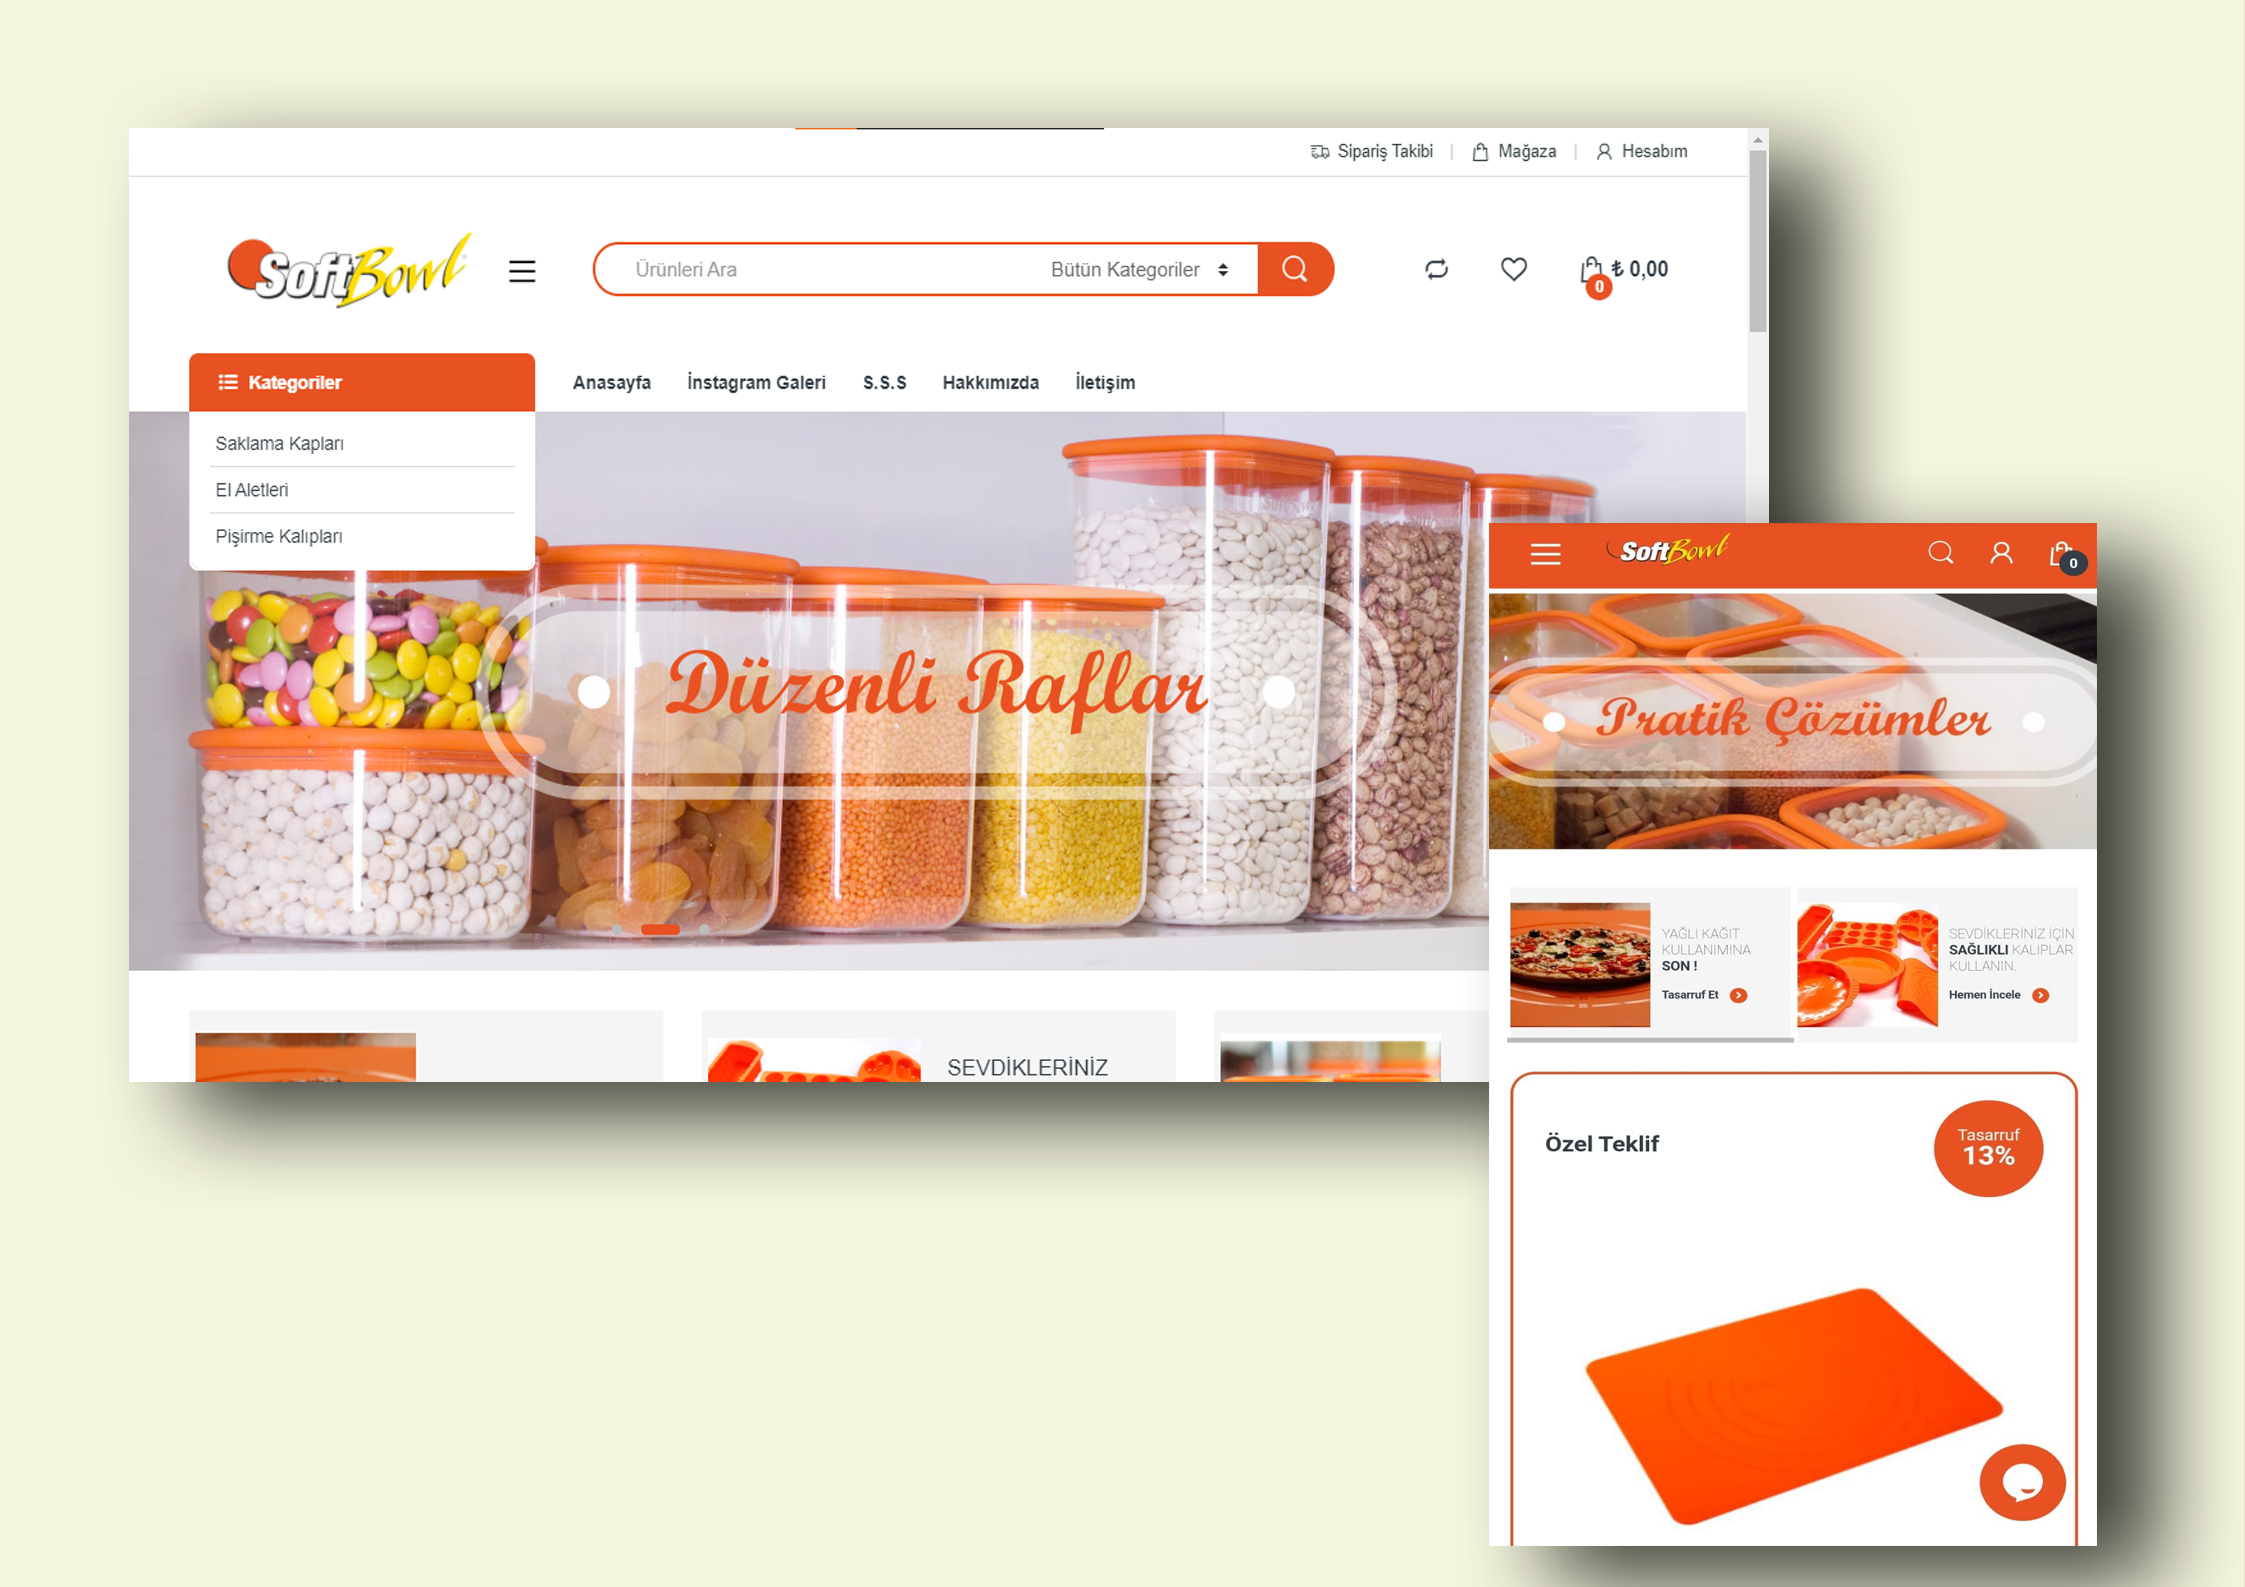 Sipariş Takibi | Mağaza | Hesabım
SoftBowl
Ürünleri Ara
Bütün Kategoriler
0
₺ 0,00
Kategoriler
Anasayfa
İnstagram Galeri
S.S.S
Hakkımızda
İletişim
Saklama Kapları
El Aletleri
Pişirme Kalıpları
Düzenli Raflar
SEVDİKLERİNİZ
SoftBowl
0
Pratik Çözümler
YAĞLI KAĞIT
KULLANIMINA
SON !
Tasarruf Et
SEVDİKLERİNİZ İÇİN
SAĞLIKLI KALIPLAR
KULLANIN.
Hemen İncele
Özel Teklif
Tasarruf
13%